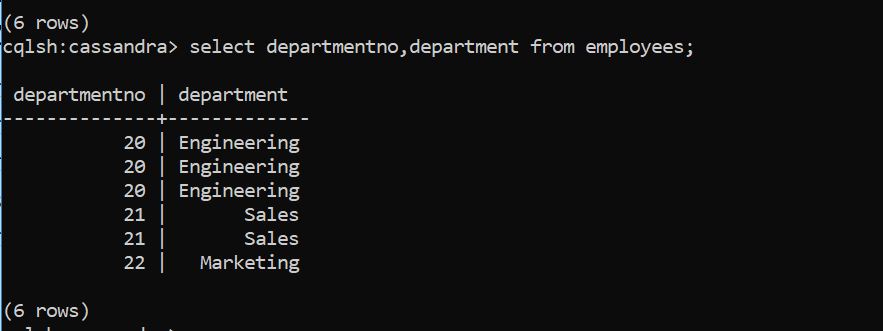 (6 rows)
cqlsh:cassandra> select departmentno,department from employees;
 departmentno | department
--------------+-------------
           20 | Engineering
           20 | Engineering
           20 | Engineering
           21 |       Sales
           21 |       Sales
           22 |   Marketing
(6 rows)